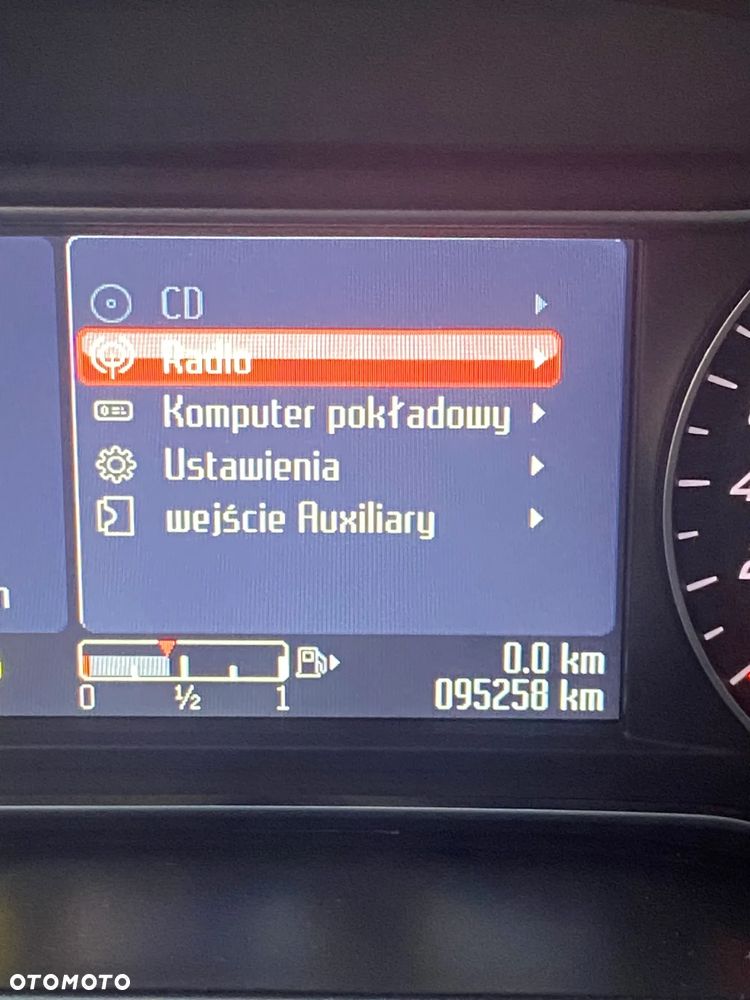 CD
Radio
Komputer pokładowy
Ustawienia
wejście Auxiliary
0 ½ 1
0.0 km
095258 km
OTOMOTO